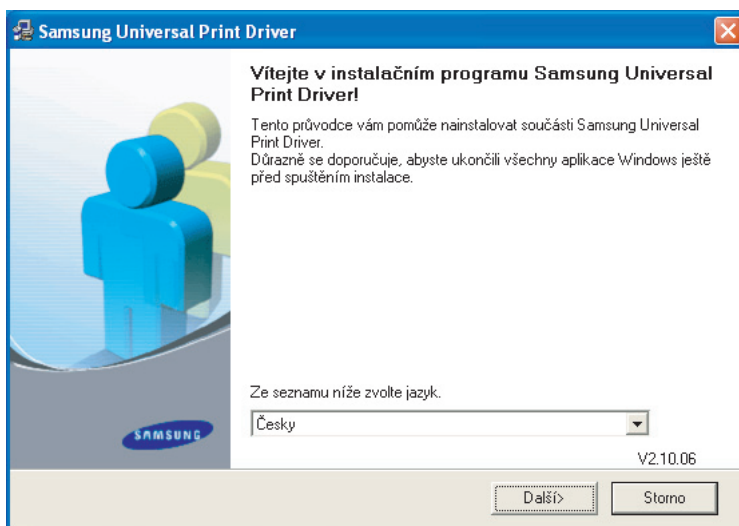 Samsung Universal Print Driver
Vítejte v instalačním programu Samsung Universal
Print Driver!
Tento průvodce vám pomůže nainstalovat součásti Samsung Universal
Print Driver.
Důrazně se doporučuje, abyste ukončili všechny aplikace Windows ještě
před spuštěním instalace.
Ze seznamu níže zvolte jazyk.
Česky
SAMSUNG
V2.10.06
Další>
Storno